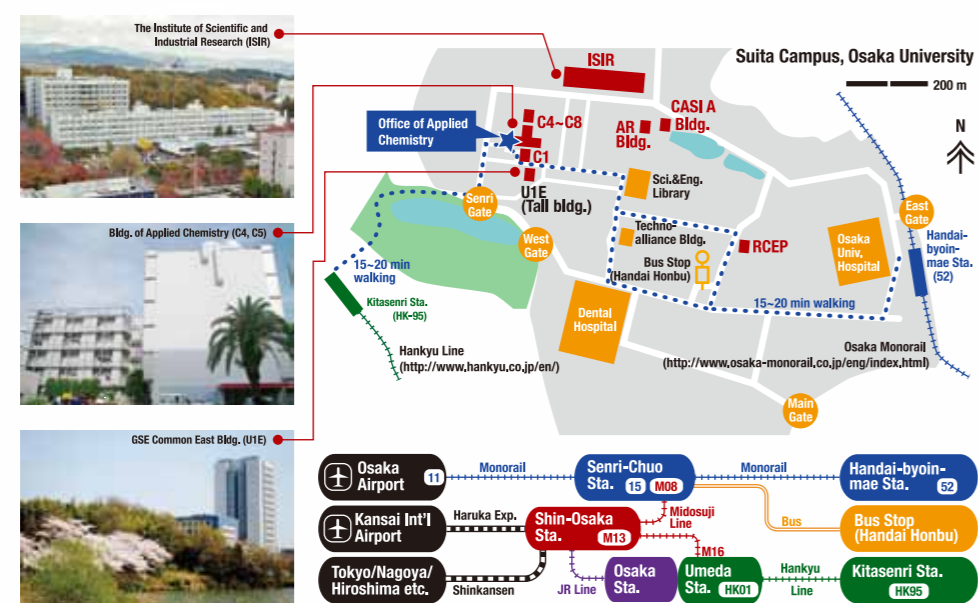 The Institute of Scientific and
Industrial Research (ISIR)
Bldg. of Applied Chemistry (C4, C5)
GSE Common East Bldg. (U1E)
Suita Campus, Osaka University
200 m
N
ISIR
CASI A
Bldg.
AR
Bldg.
C4~C8
Office of Applied
Chemistry
C1
U1E
(Tall bldg.)
Sci.&Eng.
Library
Senri
Gate
West
Gate
Techno-
alliance Bldg.
RCEP
Bus Stop
(Handai Honbu)
Osaka
Univ.
Hospital
East
Gate
Handai-
byoin-
mae Sta.
(52)
15~20 min
walking
Kitasenri Sta.
(HK-95)
Dental
Hospital
15~20 min walking
Hankyu Line
(http://www.hankyu.co.jp/en/)
Osaka Monorail
(http://www.osaka-monorail.co.jp/eng/index.html)
Main
Gate
Osaka
Airport
11
Monorail
Senri-Chuo
Sta.
15
M08
Monorail
Handai-byoin-
mae Sta.
52
Kansai Int'l
Airport
Haruka Exp.
Shin-Osaka
Sta.
M13
Midosuji
Line
Bus
Bus Stop
(Handai Honbu)
Tokyo/Nagoya/
Hiroshima etc.
Shinkansen
JR Line
Osaka
Sta.
M16
Umeda
Sta.
HK01
Hankyu
Line
Kitasenri Sta.
HK95